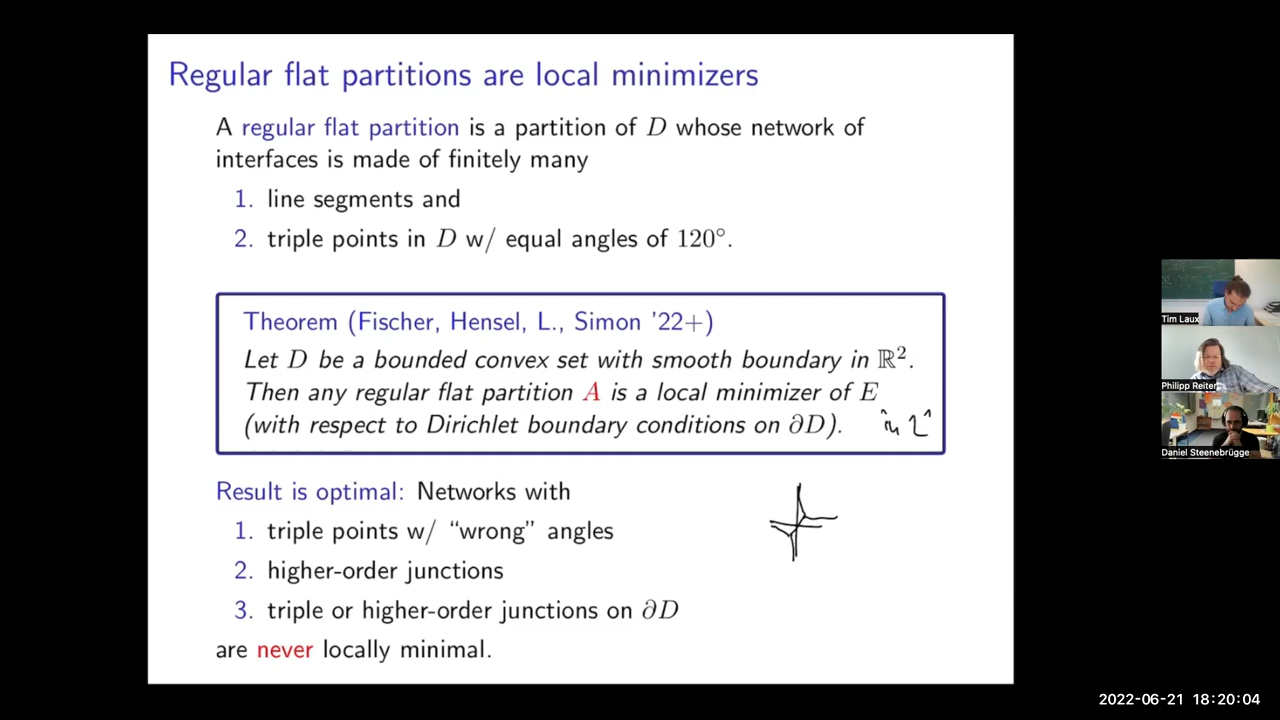 Regular flat partitions are local minimizers
A regular flat partition is a partition of D whose network of
interfaces is made of finitely many
1. line segments and
2. triple points in D w/ equal angles of 120°.
Theorem (Fischer, Hensel, L., Simon '22+)
Let D be a bounded convex set with smooth boundary in ℝ².
Then any regular flat partition A is a local minimizer of E
(with respect to Dirichlet boundary conditions on ∂D). in L¹
Result is optimal: Networks with
1. triple points w/ “wrong” angles
2. higher-order junctions
3. triple or higher-order junctions on ∂D
are never locally minimal.
Tim Laux
Philipp Reiter
Daniel Steenebrügge
2022-06-21 18:20:04